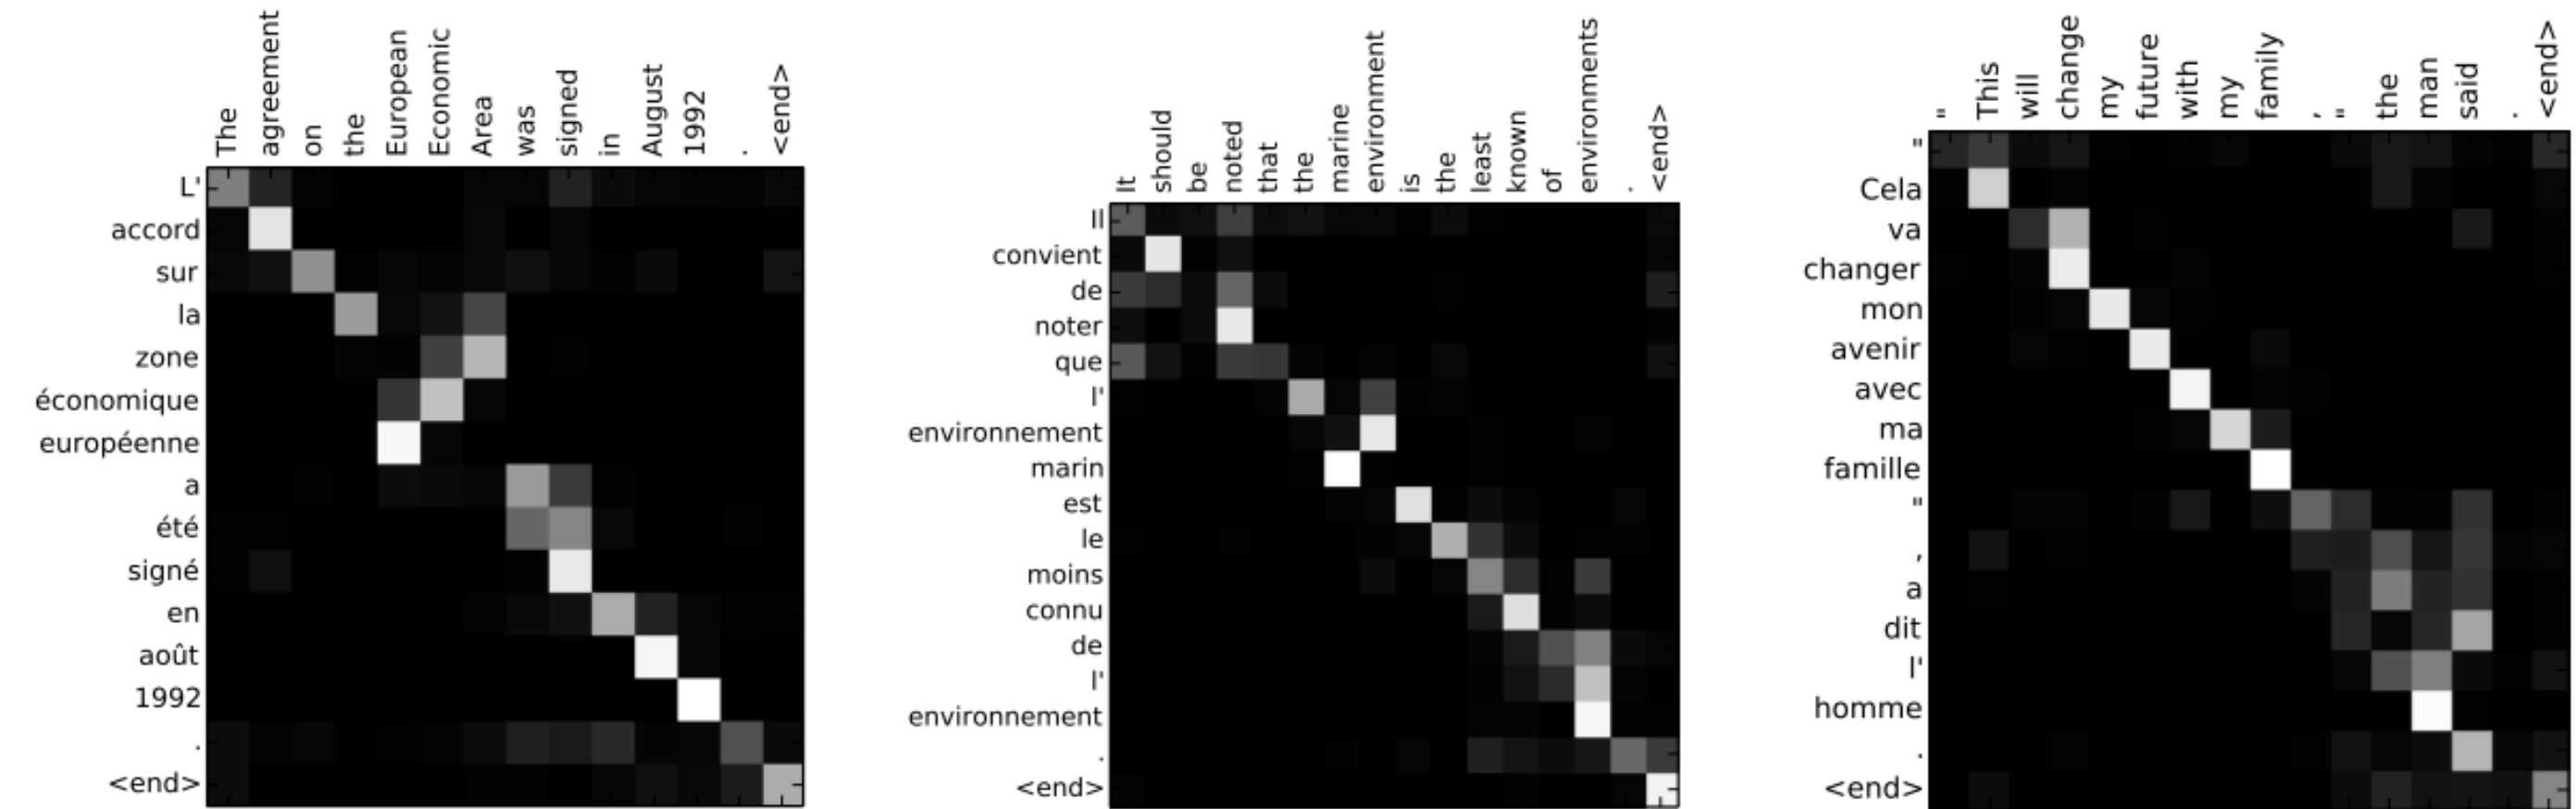 The agreement on the European Economic Area was signed in August 1992 . <end>
L'
accord
sur
la
zone
économique
européenne
a
été
signé
en
août
1992
.
<end>
It should be noted that the marine environment is the least known of environments . <end>
Il
convient
de
noter
que
l'
environnement
marin
est
le
moins
connu
de
l'
environnement
.
<end>
" This will change my future with my family , " the man said . <end>
"
Cela
va
changer
mon
avenir
avec
ma
famille
"
,
a
dit
l'
homme
.
<end>